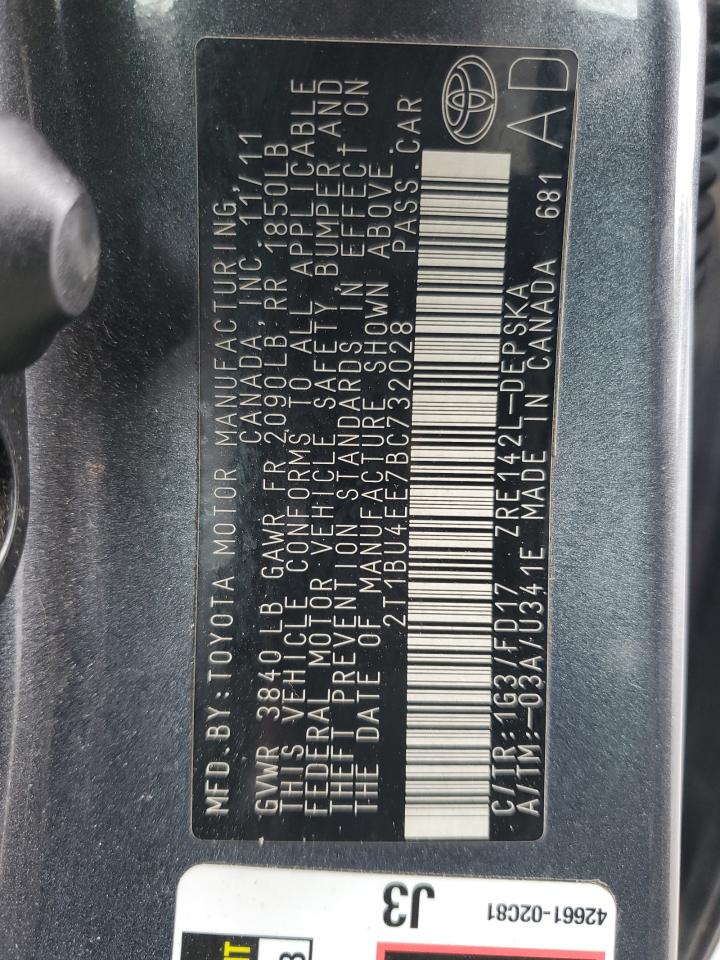 MFD.BY:TOYOTA MOTOR MANUFACTURING,
CANADA, INC. 11/11
GVWR 3840 LB GAWR FR 2090LB RR 1850LB
THIS VEHICLE CONFORMS TO ALL APPLICABLE
FEDERAL MOTOR VEHICLE SAFETY, BUMPER, AND
THEFT PREVENTION STANDARDS IN EFFECT ON
THE DATE OF MANUFACTURE SHOWN ABOVE.
2T1BU4EE7BC732028 PASS.CAR
C/TR:1G3/FD17 ZRE142L-DEPSKA
A/TM:-03A/U341E MADE IN CANADA 681
AD
J3
42661-02C81